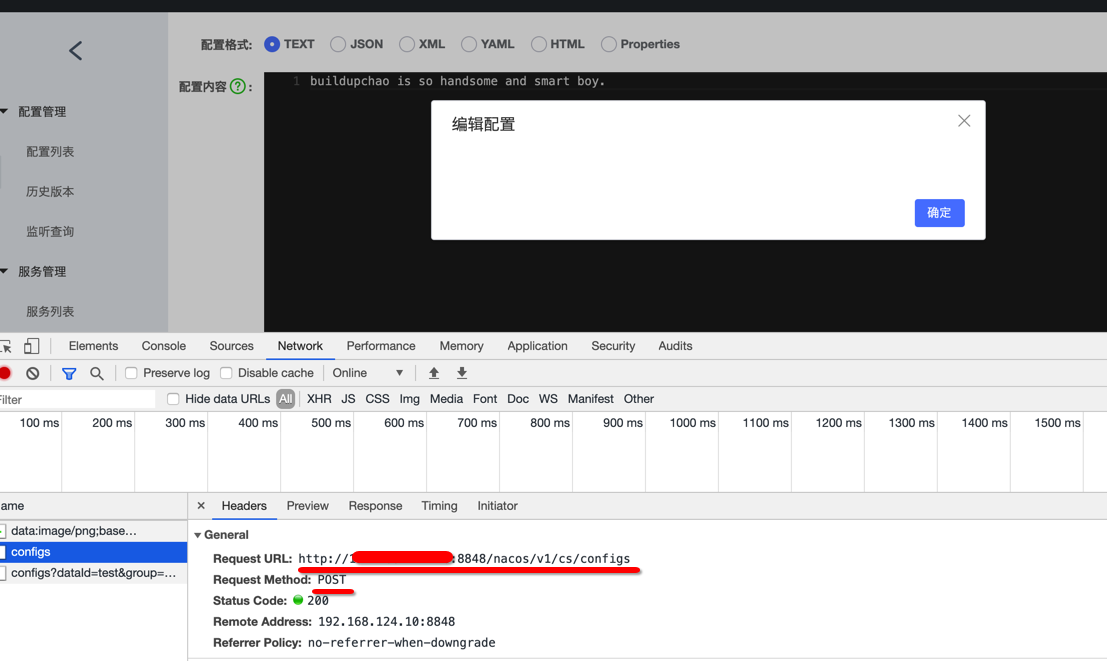 配置格式: TEXT JSON XML YAML HTML Properties
配置内容 ? :
1 buildupchao is so handsome and smart boy.
编辑配置
确定
配置管理
配置列表
历史版本
监听查询
服务管理
服务列表
Elements Console Sources Network Performance Memory Application Security Audits
Preserve log Disable cache Online
Filter Hide data URLs All XHR JS CSS Img Media Font Doc WS Manifest Other
100 ms 200 ms 300 ms 400 ms 500 ms 600 ms 700 ms 800 ms 900 ms 1000 ms 1100 ms 1200 ms 1300 ms 1400 ms 1500 ms
ame × Headers Preview Response Timing Initiator
data:image/png;base…
configs
configs?dataId=test&group=…
General
Request URL: http://1 :8848/nacos/v1/cs/configs
Request Method: POST
Status Code: 200
Remote Address: 192.168.124.10:8848
Referrer Policy: no-referrer-when-downgrade